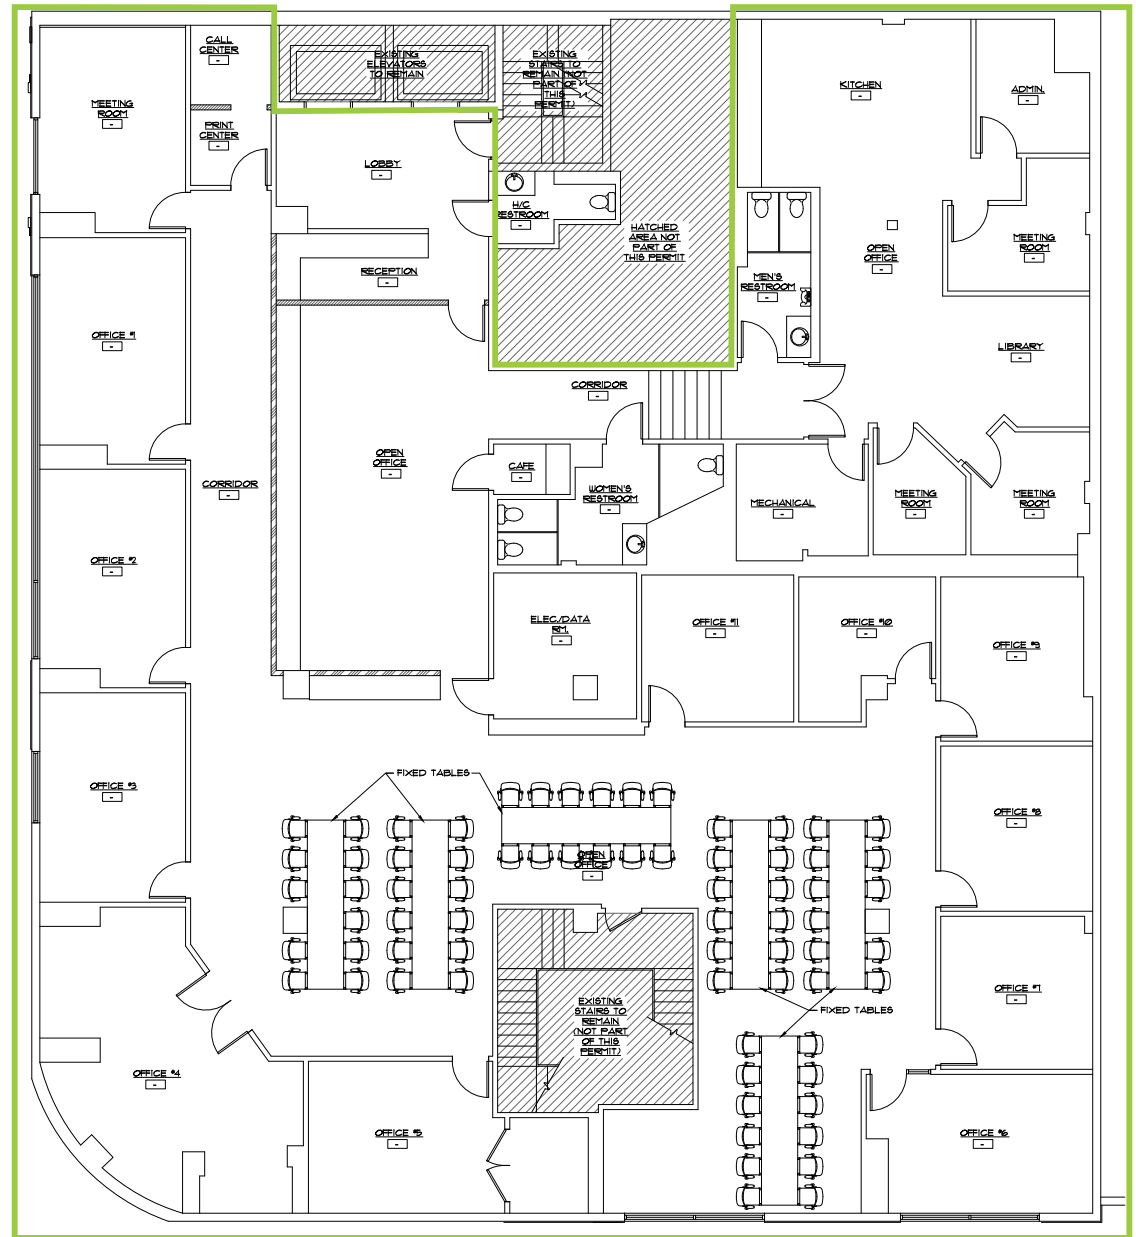 CALL
CENTER
-
MEETING
ROOM
-
PRINT
CENTER
-
EXISTING
ELEVATORS
TO REMAIN
EXISTING
STAIRS TO
REMAIN (NOT
PART OF
THIS
PERMIT)
KITCHEN
-
ADMIN.
-
LOBBY
-
H/C
RESTROOM
-
HATCHED
AREA NOT
PART OF
THIS PERMIT
OPEN
OFFICE
-
MEETING
ROOM
-
RECEPTION
-
MEN'S
RESTROOM
-
OFFICE #1
-
LIBRARY
-
CORRIDOR
-
OPEN
OFFICE
-
CAFE
-
CORRIDOR
-
WOMEN'S
RESTROOM
-
MECHANICAL
-
MEETING
ROOM
-
MEETING
ROOM
-
OFFICE #2
-
ELEC./DATA
RM.
-
OFFICE #11
-
OFFICE #10
-
OFFICE #9
-
FIXED TABLES
OFFICE #3
-
OPEN
OFFICE
-
OFFICE #8
-
EXISTING
STAIRS TO
REMAIN
(NOT PART
OF THIS
PERMIT)
FIXED TABLES
OFFICE #7
-
OFFICE #4
-
OFFICE #5
-
OFFICE #6
-